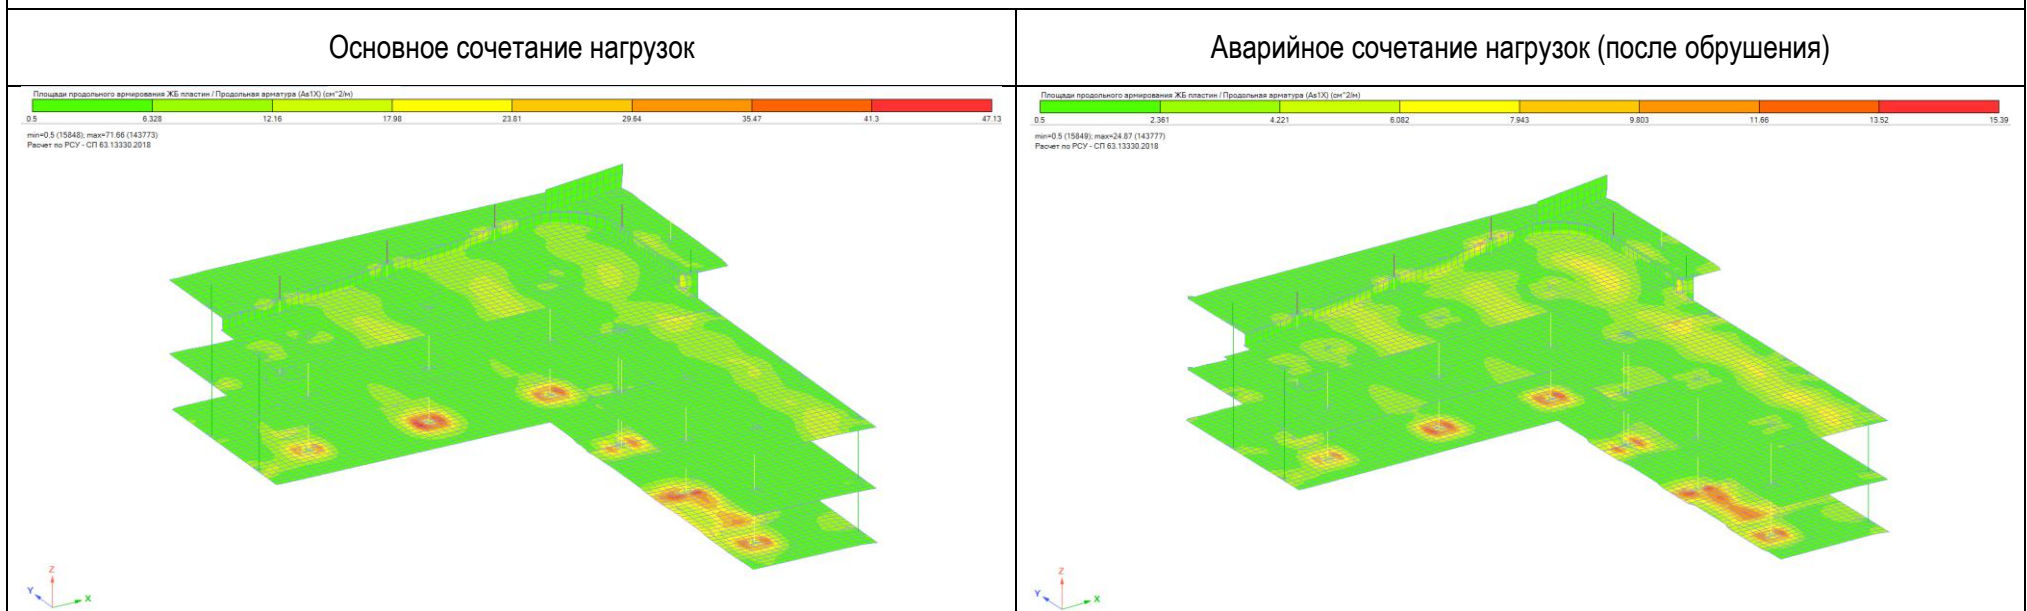 Основное сочетание нагрузок
Аварийное сочетание нагрузок (после обрушения)
Площади продольного армирования ЖБ пластин / Продольная арматура (As1X) (см^2/м)
0.5 6.328 12.16 17.98 23.81 29.64 35.47 41.3 47.13
min=0.5 (15848); max=71.66 (143773)
Расчет по РСУ - СП 63.13330.2018
Z
Y
X
Площади продольного армирования ЖБ пластин / Продольная арматура (As1X) (см^2/м)
0.5 2.361 4.221 6.082 7.943 9.803 11.66 13.52 15.39
min=0.5 (15849); max=24.87 (143777)
Расчет по РСУ - СП 63.13330.2018
Z
Y
X